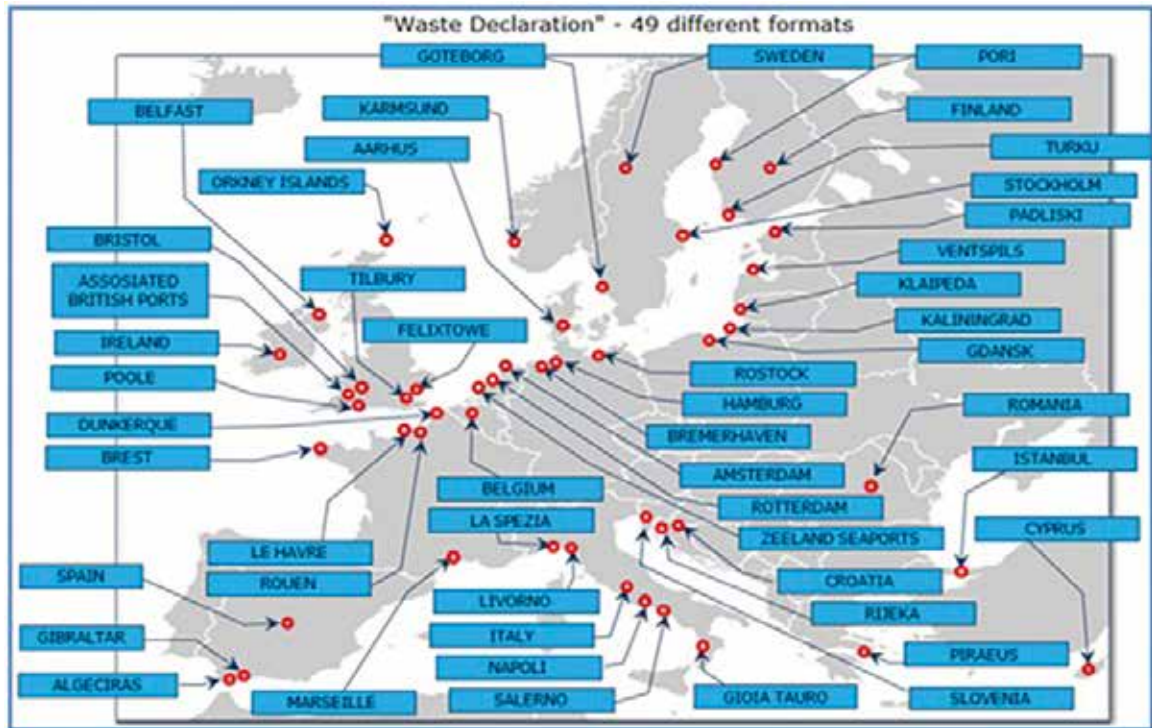 "Waste Declaration" - 49 different formats
GOTEBORG
SWEDEN
PORI
BELFAST
KARMSUND
FINLAND
AARHUS
TURKU
ORKNEY ISLANDS
STOCKHOLM
PADLISKI
BRISTOL
TILBURY
VENTSPILS
ASSOSIATED
BRITISH PORTS
KLAIPEDA
FELIXTOWE
KALININGRAD
IRELAND
GDANSK
POOLE
ROSTOCK
HAMBURG
ROMANIA
DUNKERQUE
BREMERHAVEN
BREST
ISTANBUL
AMSTERDAM
BELGIUM
ROTTERDAM
LA SPEZIA
CYPRUS
ZEELAND SEAPORTS
LE HAVRE
SPAIN
ROUEN
CROATIA
LIVORNO
RIJEKA
ITALY
GIBRALTAR
PIRAEUS
NAPOLI
ALGECIRAS
MARSEILLE
SALERNO
GIOIA TAURO
SLOVENIA